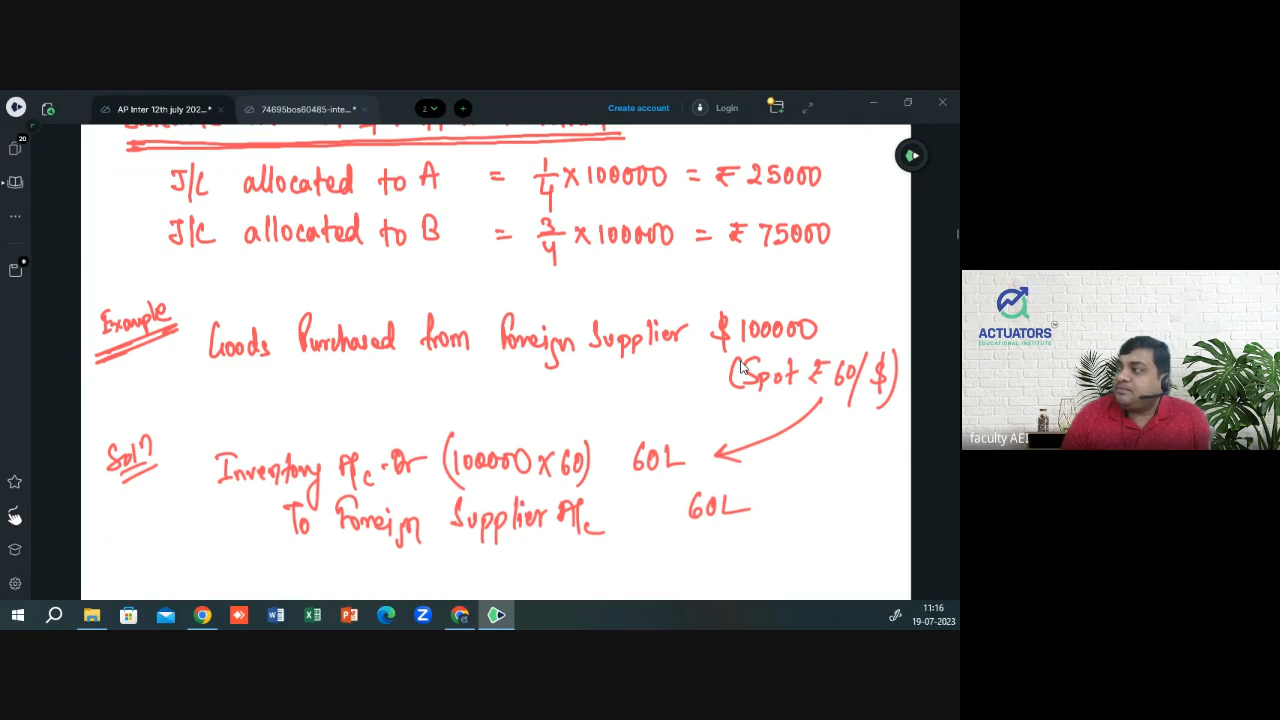 AP Inter 12th july 202...*
74695bos60485-inte...*
2
Create account
Login
20
J/C allocated to A = 1/4 × 100000 = ₹ 25000
J/C allocated to B = 3/4 × 100000 = ₹ 75000
Example
Goods Purchased from Foreign Supplier $ 100000
(Spot ₹ 60/$)
Sol?
Inventory A/c Dr (100000 × 60) 60L
To Foreign Supplier A/c 60L
ACTUATORS
EDUCATIONAL INSTITUTE
faculty AEI
11:16
19-07-2023